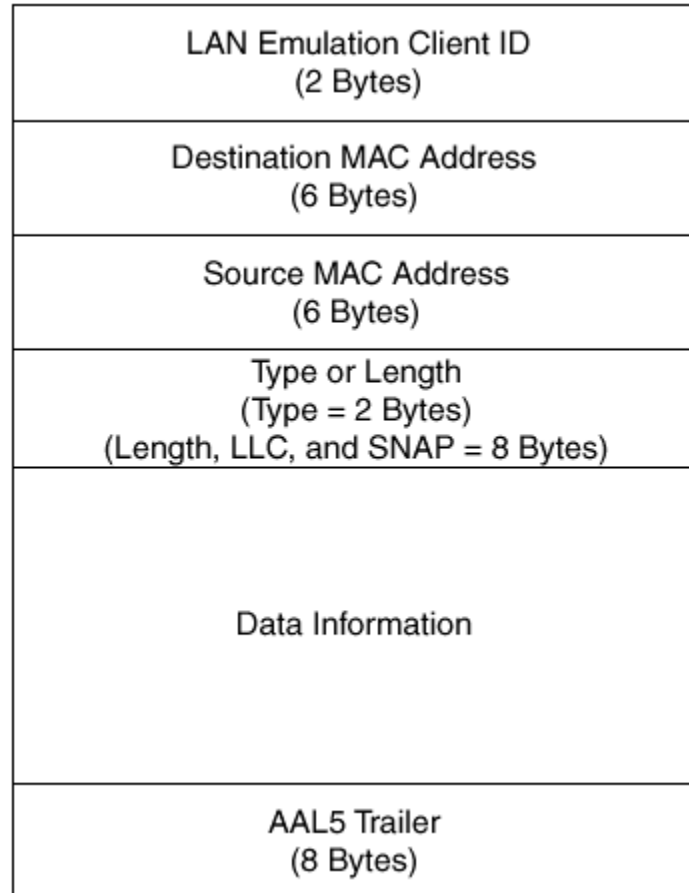 LAN Emulation Client ID
(2 Bytes)
Destination MAC Address
(6 Bytes)
Source MAC Address
(6 Bytes)
Type or Length
(Type = 2 Bytes)
(Length, LLC, and SNAP = 8 Bytes)
Data Information
AAL5 Trailer
(8 Bytes)